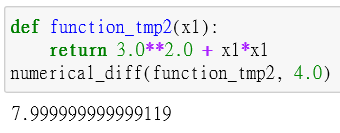 def function_tmp2(x1):
    return 3.0**2.0 + x1*x1
numerical_diff(function_tmp2, 4.0)
7.999999999999119